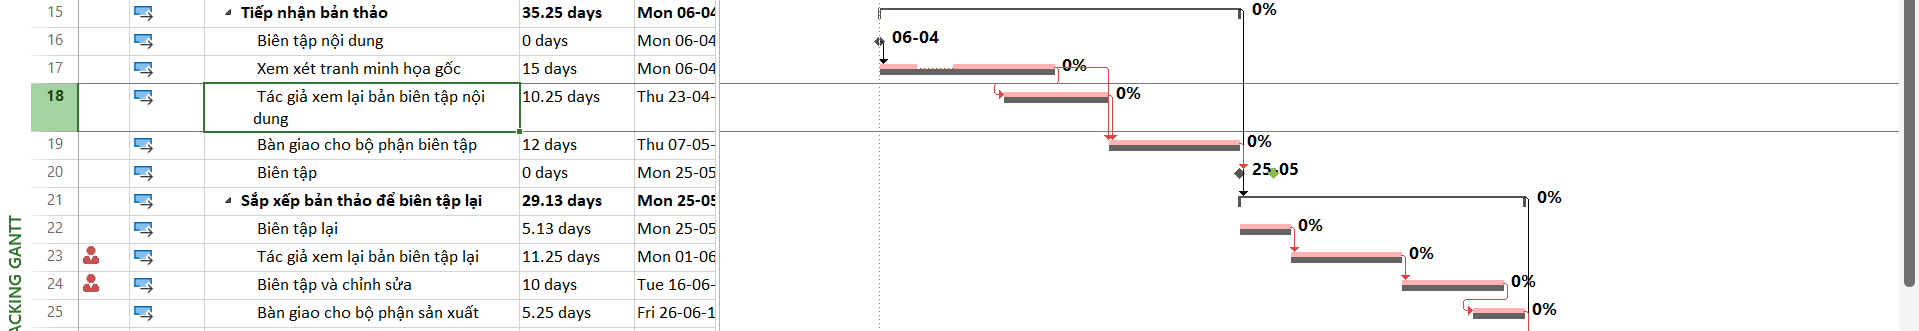 15 Tiếp nhận bản thảo 35.25 days Mon 06-04 0%
16 Biên tập nội dung 0 days Mon 06-04 06-04
17 Xem xét tranh minh họa gốc 15 days Mon 06-04 0%
18 Tác giả xem lại bản biên tập nội 10.25 days Thu 23-04- 0%
dung
19 Bàn giao cho bộ phận biên tập 12 days Thu 07-05- 0%
20 Biên tập 0 days Mon 25-05 25-05
21 Sắp xếp bản thảo để biên tập lại 29.13 days Mon 25-05 0%
22 Biên tập lại 5.13 days Mon 25-05 0%
23 Tác giả xem lại bản biên tập lại 11.25 days Mon 01-06 0%
24 Biên tập và chỉnh sửa 10 days Tue 16-06- 0%
25 Bàn giao cho bộ phận sản xuất 5.25 days Fri 26-06-1 0%
ACKING GANTT